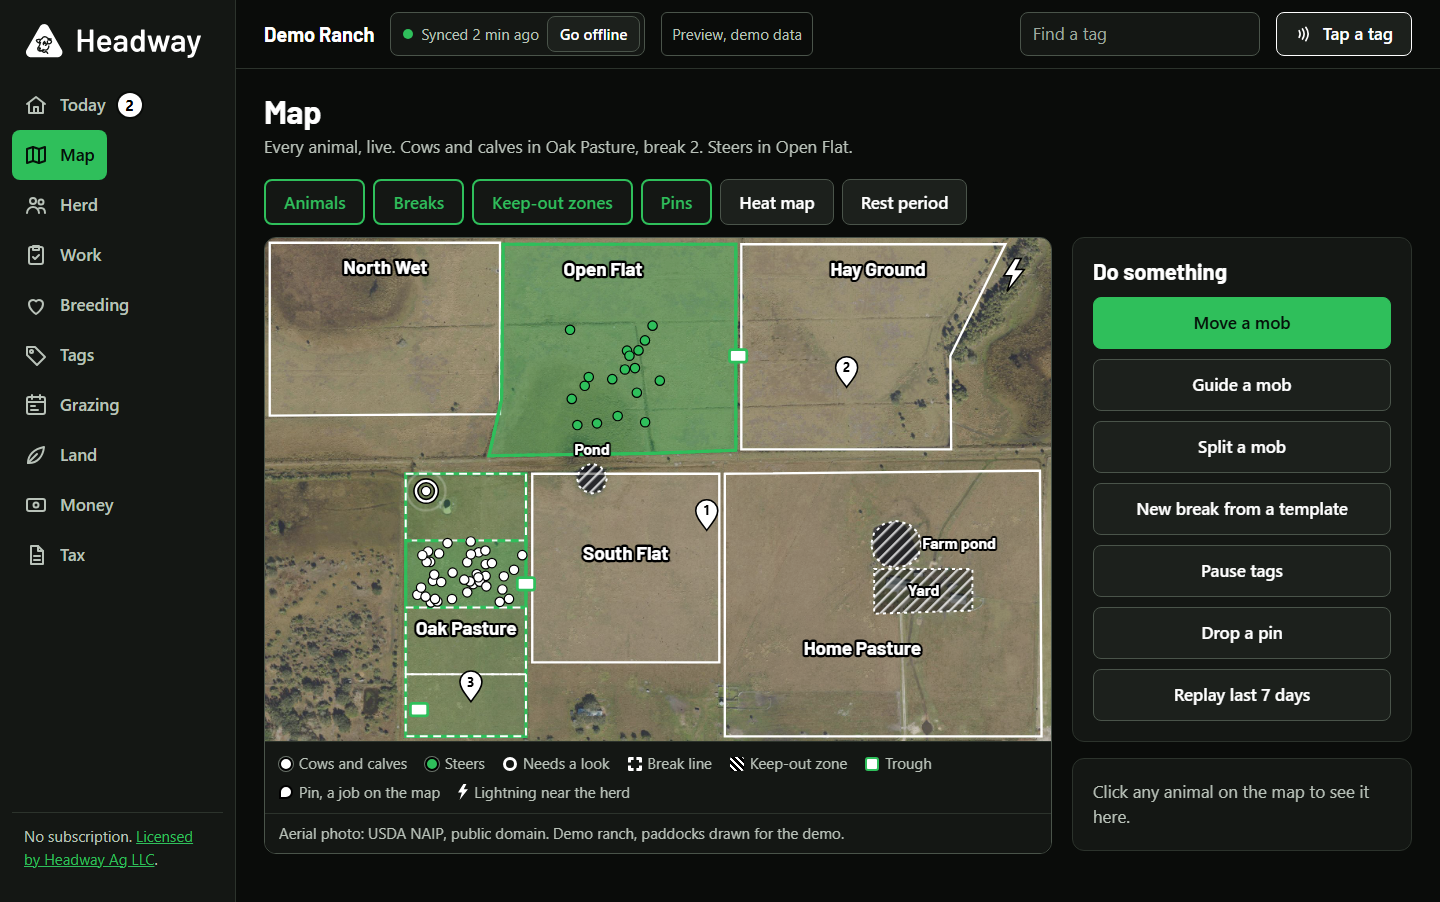 Headway
Demo Ranch
Synced 2 min ago
Go offline
Preview, demo data
Find a tag
Tap a tag
Today
2
Map
Herd
Work
Breeding
Tags
Grazing
Land
Money
Tax
No subscription. Licensed
by Headway Ag LLC.
Map
Every animal, live. Cows and calves in Oak Pasture, break 2. Steers in Open Flat.
Animals
Breaks
Keep-out zones
Pins
Heat map
Rest period
North Wet
Open Flat
Hay Ground
2
Pond
1
South Flat
Farm pond
Yard
Oak Pasture
Home Pasture
3
Cows and calves
Steers
Needs a look
Break line
Keep-out zone
Trough
Pin, a job on the map
Lightning near the herd
Aerial photo: USDA NAIP, public domain. Demo ranch, paddocks drawn for the demo.
Do something
Move a mob
Guide a mob
Split a mob
New break from a template
Pause tags
Drop a pin
Replay last 7 days
Click any animal on the map to see it
here.